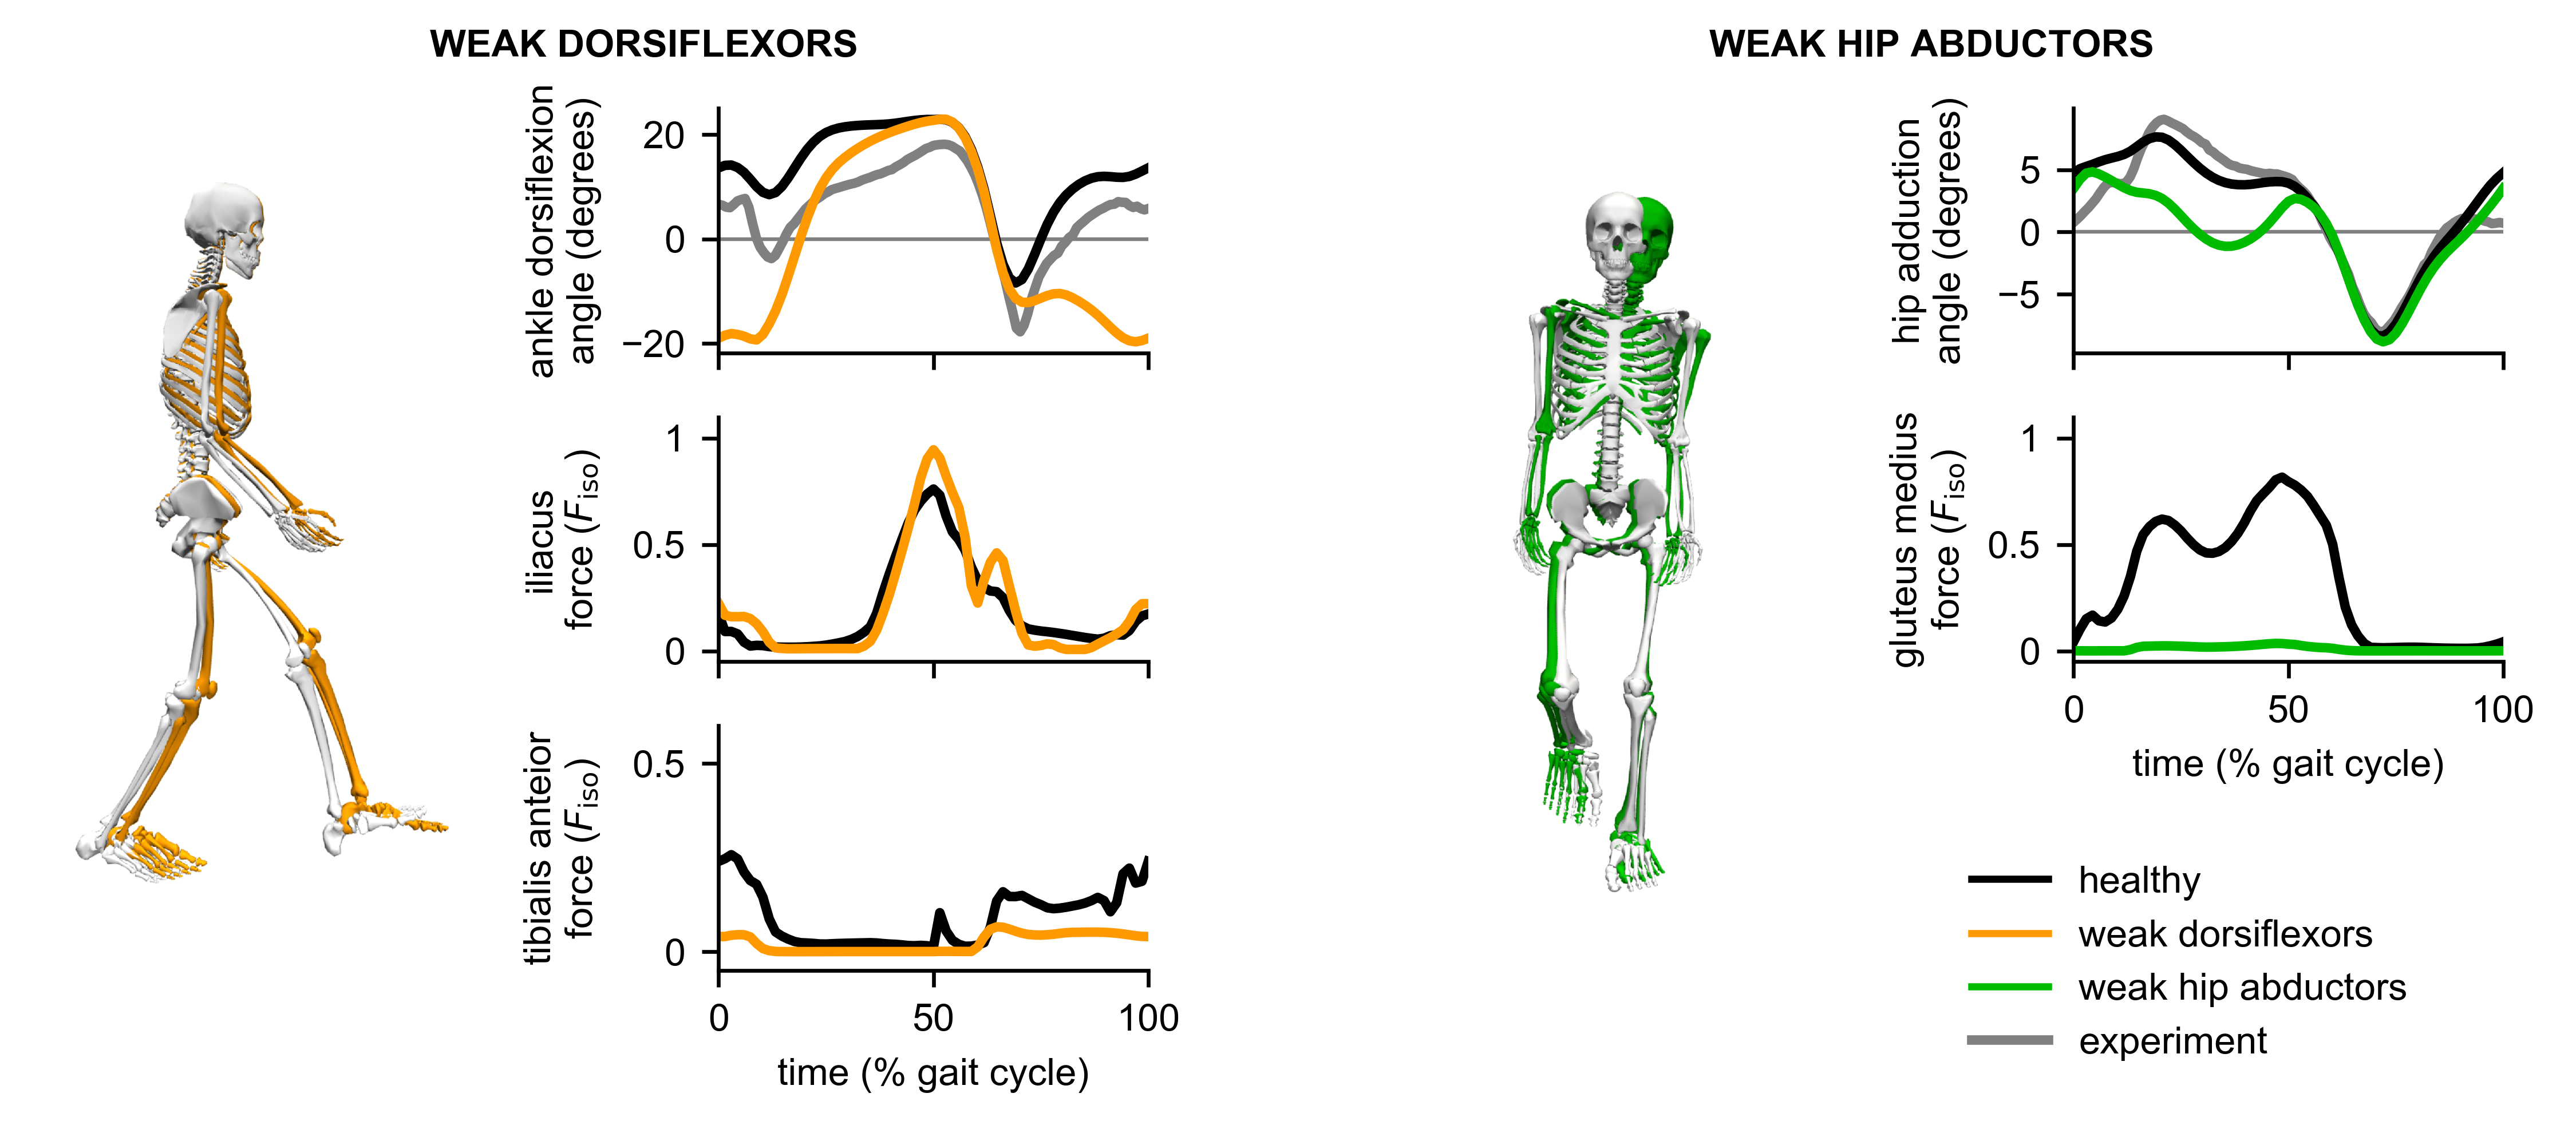 WEAK DORSIFLEXORS
ankle dorsiflexion
angle (degrees)
20
0
−20
iliacus
force (Fiso)
1
0.5
0
tibialis anteior
force (Fiso)
0.5
0
0
50
100
time (% gait cycle)
WEAK HIP ABDUCTORS
hip adduction
angle (degrees)
5
0
−5
gluteus medius
force (Fiso)
1
0.5
0
0
50
100
time (% gait cycle)
healthy
weak dorsiflexors
weak hip abductors
experiment